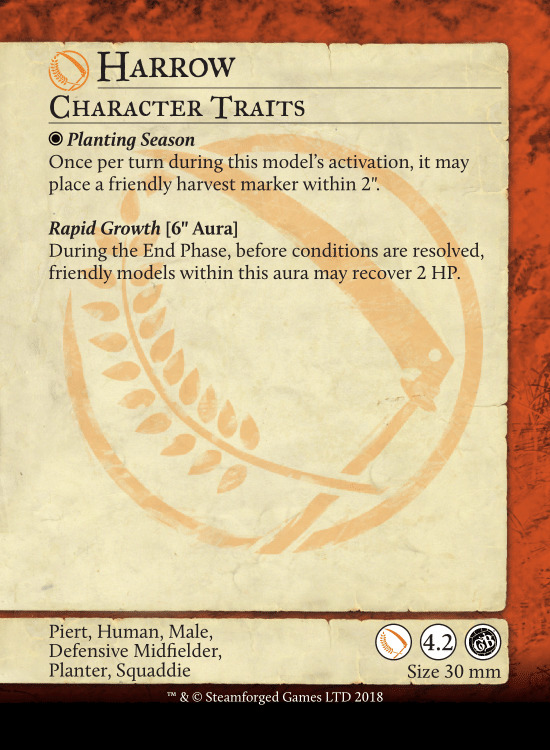 Harrow
Character Traits
Planting Season
Once per turn during this model's activation, it may
place a friendly harvest marker within 2".
Rapid Growth [6" Aura]
During the End Phase, before conditions are resolved,
friendly models within this aura may recover 2 HP.
Piert, Human, Male,
Defensive Midfielder,
Planter, Squaddie
4.2
GB
Size 30 mm
™ & © Steamforged Games LTD 2018